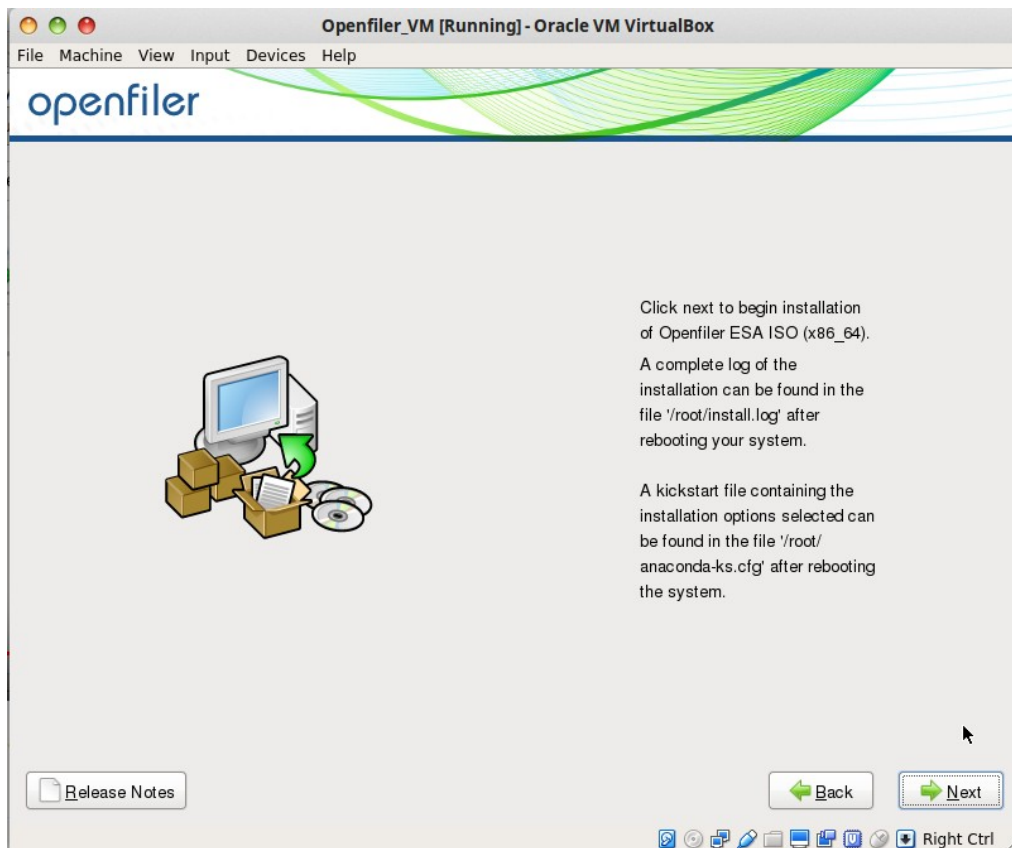 Openfiler_VM [Running] - Oracle VM VirtualBox
File Machine View Input Devices Help
openfiler
Click next to begin installation
of Openfiler ESA ISO (x86_64).
A complete log of the
installation can be found in the
file '/root/install.log' after
rebooting your system.
A kickstart file containing the
installation options selected can
be found in the file '/root/
anaconda-ks.cfg' after rebooting
the system.
Release Notes
Back
Next
Right Ctrl